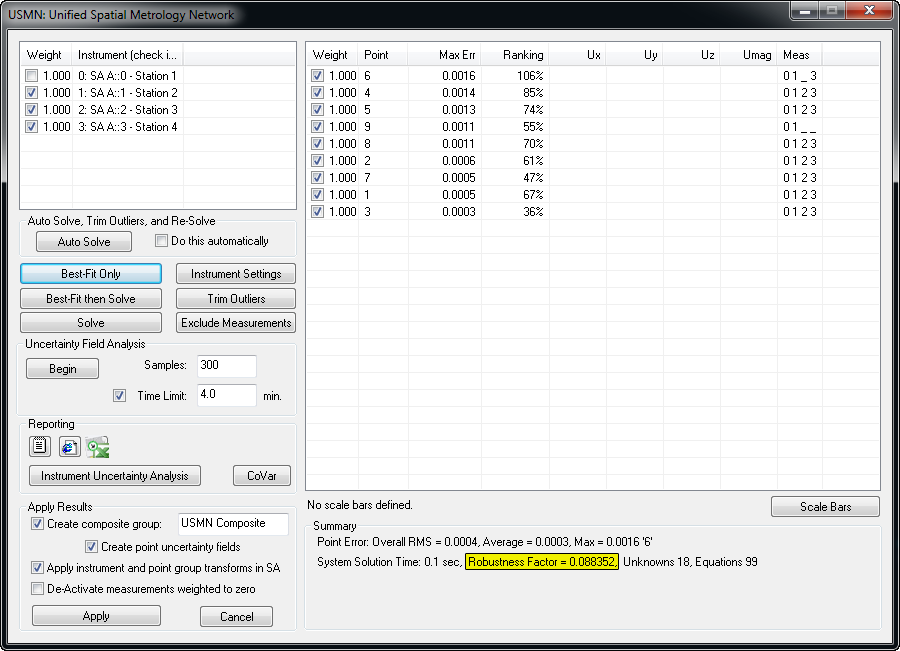 USMN: Unified Spatial Metrology Network
Weight Instrument (check i...
1.000 0: SA A::0 - Station 1
1.000 1: SA A::1 - Station 2
1.000 2: SA A::2 - Station 3
1.000 3: SA A::3 - Station 4
Auto Solve, Trim Outliers, and Re-Solve
Auto Solve Do this automatically
Best-Fit Only Instrument Settings
Best-Fit then Solve Trim Outliers
Solve Exclude Measurements
Uncertainty Field Analysis
Begin Samples: 300
Time Limit: 4.0 min.
Reporting
Instrument Uncertainty Analysis CoVar
Apply Results
Create composite group: USMN Composite
Create point uncertainty fields
Apply instrument and point group transforms in SA
De-Activate measurements weighted to zero
Apply Cancel
Weight Point Max Err Ranking Ux Uy Uz Umag Meas
1.000 6 0.0016 106% 0 1 _ 3
1.000 4 0.0014 85% 0 1 2 3
1.000 5 0.0013 74% 0 1 2 3
1.000 9 0.0011 55% 0 1 _ _
1.000 8 0.0011 70% 0 1 2 3
1.000 2 0.0006 61% 0 1 2 3
1.000 7 0.0005 47% 0 1 2 3
1.000 1 0.0005 67% 0 1 2 3
1.000 3 0.0003 36% 0 1 2 3
No scale bars defined. Scale Bars
Summary
Point Error: Overall RMS = 0.0004, Average = 0.0003, Max = 0.0016 '6'
System Solution Time: 0.1 sec, Robustness Factor = 0.088352, Unknowns 18, Equations 99